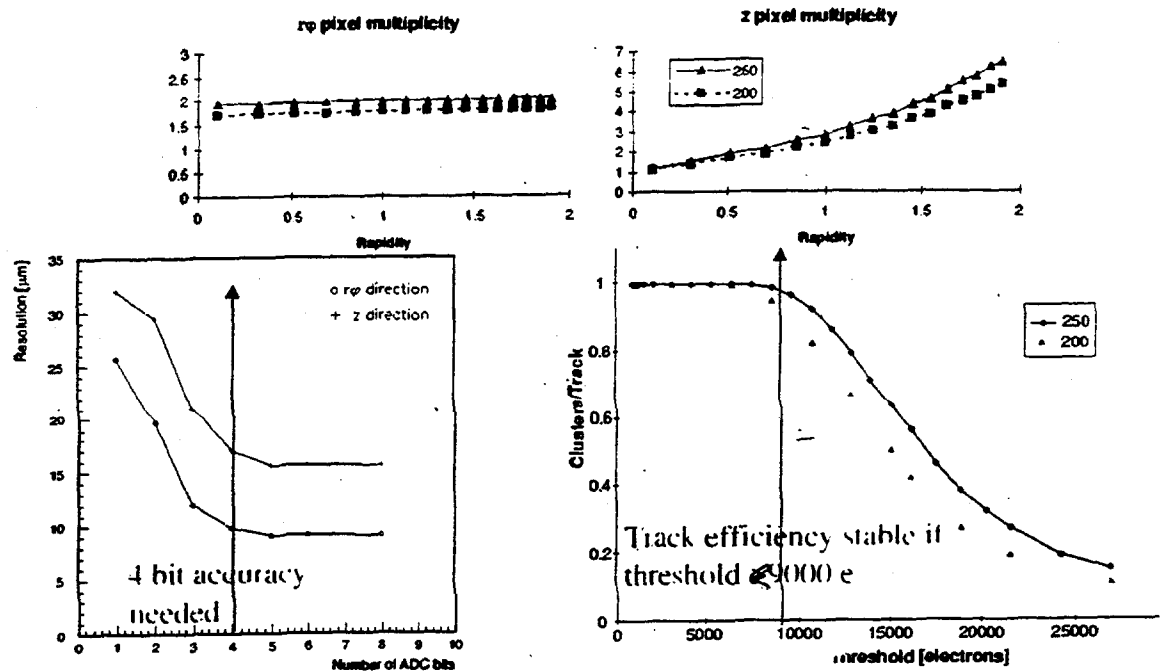 rφ pixel multiplicity
3
2.5
2
1.5
1
0.5
0
0 0.5 1 1.5 2
Rapidity
z pixel multiplicity
7
6
5
4
3
2
1
0
250
200
0 0.5 1 1.5 2
Rapidity
Resolution [μm]
35
30
25
20
15
10
5
0
o rφ direction
+ z direction
4 bit accuracy
needed
0 1 2 3 4 5 6 7 8 9 10
Number of ADC bits
Clusters/Track
1
0.8
0.6
0.4
0.2
0
250
200
Track efficiency stable if
threshold ≤9000 e
0 5000 10000 15000 20000 25000
threshold [electrons]